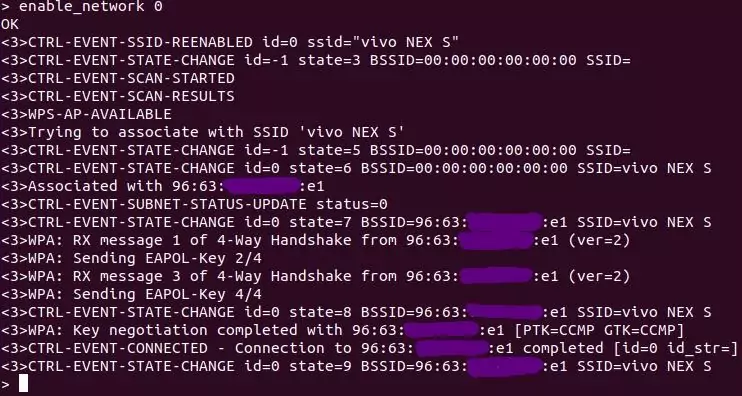 > enable_network 0
OK
<3>CTRL-EVENT-SSID-REENABLED id=0 ssid="vivo NEX S"
<3>CTRL-EVENT-STATE-CHANGE id=-1 state=3 BSSID=00:00:00:00:00:00 SSID=
<3>CTRL-EVENT-SCAN-STARTED
<3>CTRL-EVENT-SCAN-RESULTS
<3>WPS-AP-AVAILABLE
<3>Trying to associate with SSID 'vivo NEX S'
<3>CTRL-EVENT-STATE-CHANGE id=-1 state=5 BSSID=00:00:00:00:00:00 SSID=
<3>CTRL-EVENT-STATE-CHANGE id=0 state=6 BSSID=00:00:00:00:00:00 SSID=vivo NEX S
<3>Associated with 96:63: :e1
<3>CTRL-EVENT-SUBNET-STATUS-UPDATE status=0
<3>CTRL-EVENT-STATE-CHANGE id=0 state=7 BSSID=96:63: :e1 SSID=vivo NEX S
<3>WPA: RX message 1 of 4-Way Handshake from 96:63: :e1 (ver=2)
<3>WPA: Sending EAPOL-Key 2/4
<3>WPA: RX message 3 of 4-Way Handshake from 96:63: :e1 (ver=2)
<3>WPA: Sending EAPOL-Key 4/4
<3>CTRL-EVENT-STATE-CHANGE id=0 state=8 BSSID=96:63: :e1 SSID=vivo NEX S
<3>WPA: Key negotiation completed with 96:63: :e1 [PTK=CCMP GTK=CCMP]
<3>CTRL-EVENT-CONNECTED - Connection to 96:63: :e1 completed [id=0 id_str=]
<3>CTRL-EVENT-STATE-CHANGE id=0 state=9 BSSID=96:63: :e1 SSID=vivo NEX S
>